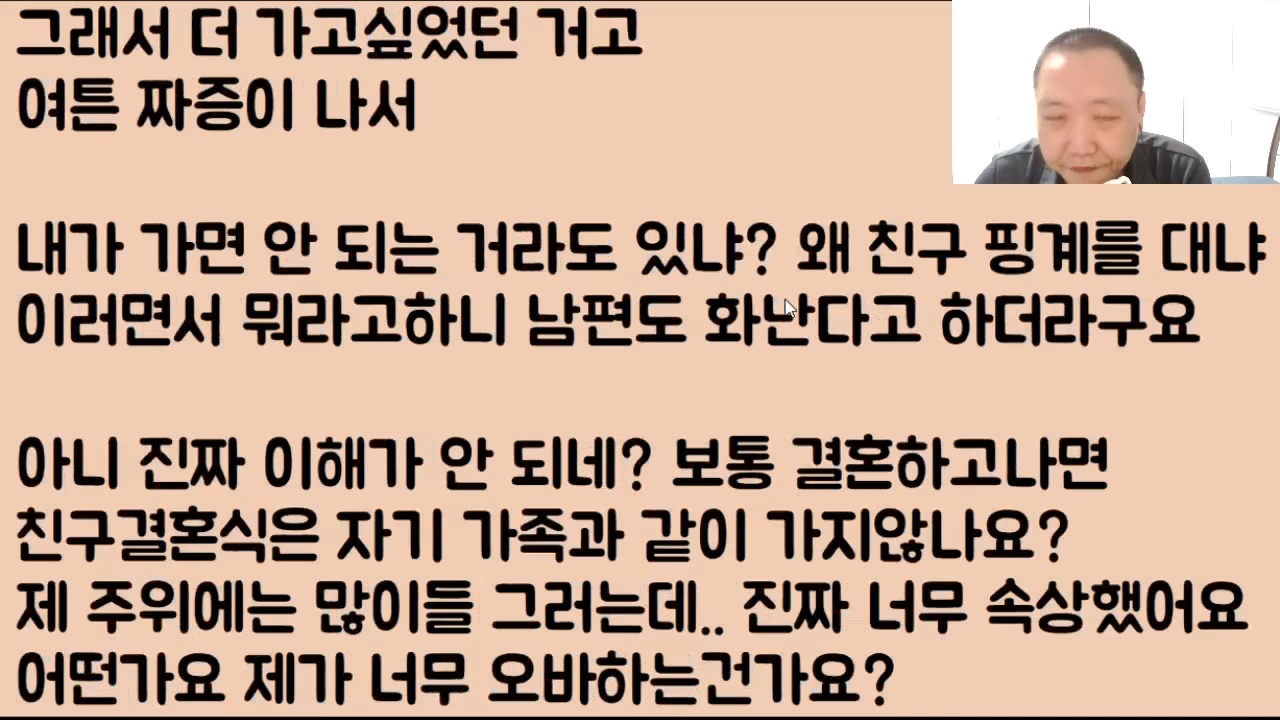 그래서 더 가고싶었던 거고
여튼 짜증이 나서
내가 가면 안 되는 거라도 있냐? 왜 친구 핑계를 대냐
이러면서 뭐라고하니 남편도 화난다고 하더라구요
아니 진짜 이해가 안 되네? 보통 결혼하고나면
친구결혼식은 자기 가족과 같이 가지않나요?
제 주위에는 많이들 그러는데.. 진짜 너무 속상했어요
어떤가요 제가 너무 오바하는건가요?